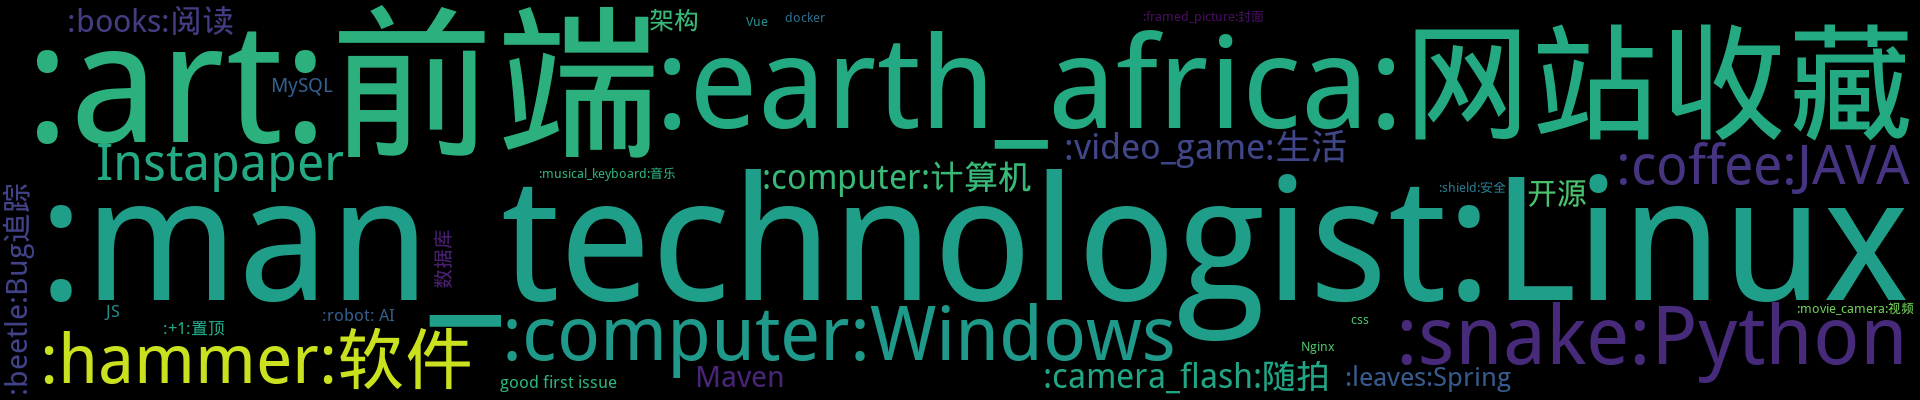 :books:阅读
:art:前端
架构
Vue
docker
:framed_picture:封面
:earth_africa:网站收藏
MySQL
Instapaper
:video_game:生活
:coffee:JAVA
:musical_keyboard:音乐
:computer:计算机
:shield:安全
开源
:beetle:Bug追踪
:man_technologist:Linux
数据库
JS
:+1:置顶
:robot: AI
:computer:Windows
css
:movie_camera:视频
:hammer:软件
:snake:Python
Nginx
good first issue
Maven
:camera_flash:随拍
:leaves:Spring